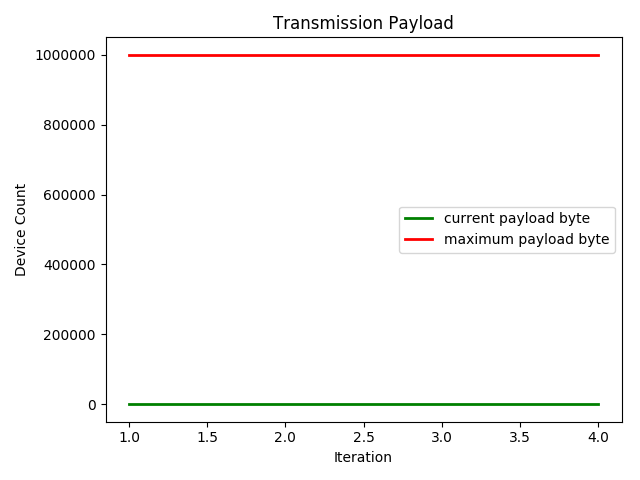 Transmission Payload
1000000
800000
600000
400000
200000
0
Device Count
current payload byte
maximum payload byte
1.0 1.5 2.0 2.5 3.0 3.5 4.0
Iteration